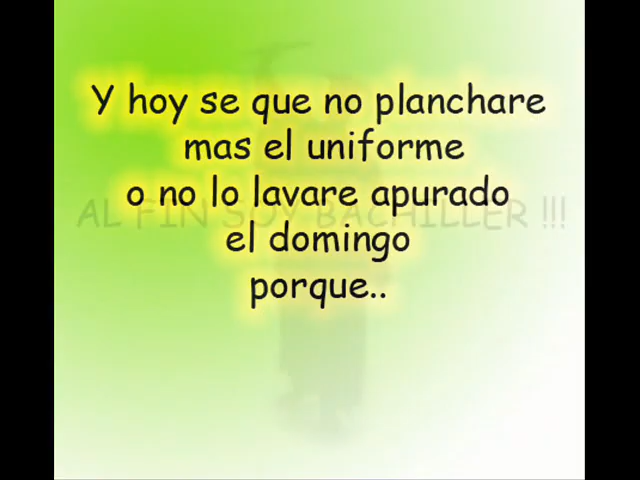 Y hoy se que no planchare
mas el uniforme
o no lo lavare apurado
AL FIN SOY BACHILLER !!!
el domingo
porque..